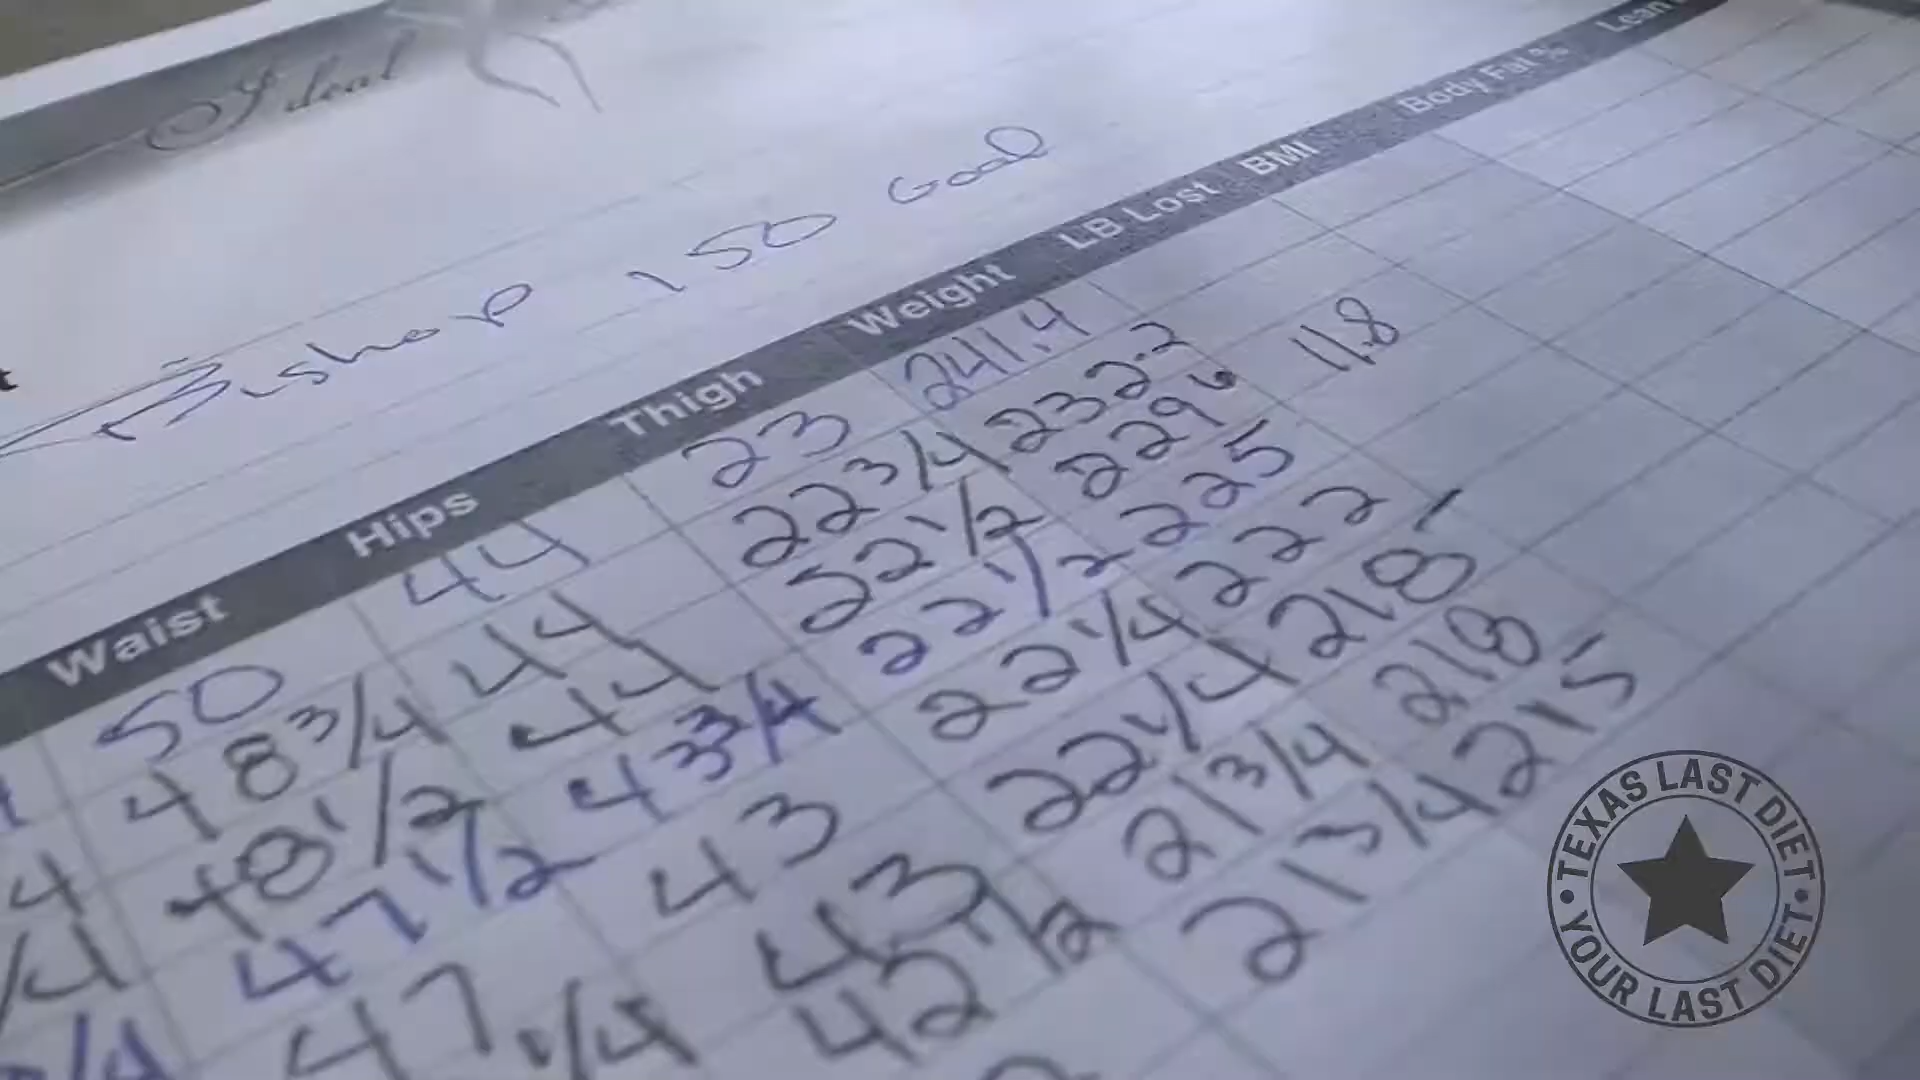 Ideal
Bishop 150 Goal
Waist Hips Thigh Weight LB Lost BMI Body Fat % Lean
50 44 23 241.4
48 3/4 44 22 3/4 232.2
48 1/2 44 22 1/2 229 6 11.8
47 1/2 43 3/4 22 1/2 225
47 43 22 1/4 222
1/4 43 22 1/4 218
42 1/2 21 3/4 218
21 3/4 215
TEXAS LAST DIET
YOUR LAST DIET